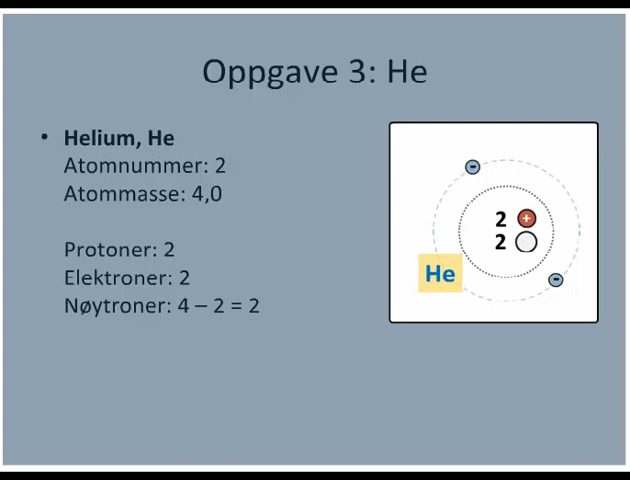 Oppgave 3: He
• Helium, He
Atomnummer: 2
Atommasse: 4,0
Protoner: 2
Elektroner: 2
Nøytroner: 4 – 2 = 2
-
2 +
2
He
-